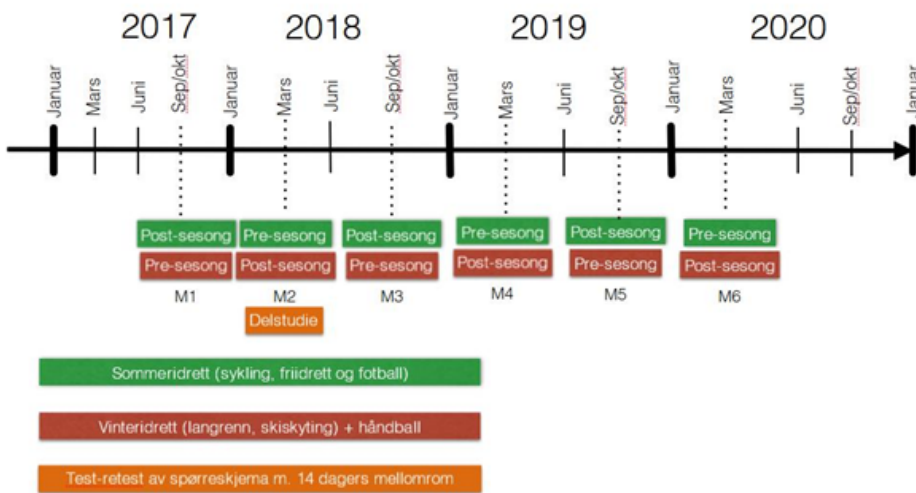 2017 2018 2019 2020
Januar Mars Juni Sep/okt Januar Mars Juni Sep/okt Januar Mars Juni Sep/okt Januar Mars Juni Sep/okt Januar
Post-sesong Pre-sesong Post-sesong Pre-sesong Post-sesong Pre-sesong
Pre-sesong Post-sesong Pre-sesong Post-sesong Pre-sesong Post-sesong
M1 M2 M3 M4 M5 M6
Delstudie
Sommeridrett (sykling, friidrett og fotball)
Vinteridrett (langrenn, skiskyting) + håndball
Test-retest av spørreskjema m. 14 dagers mellomrom